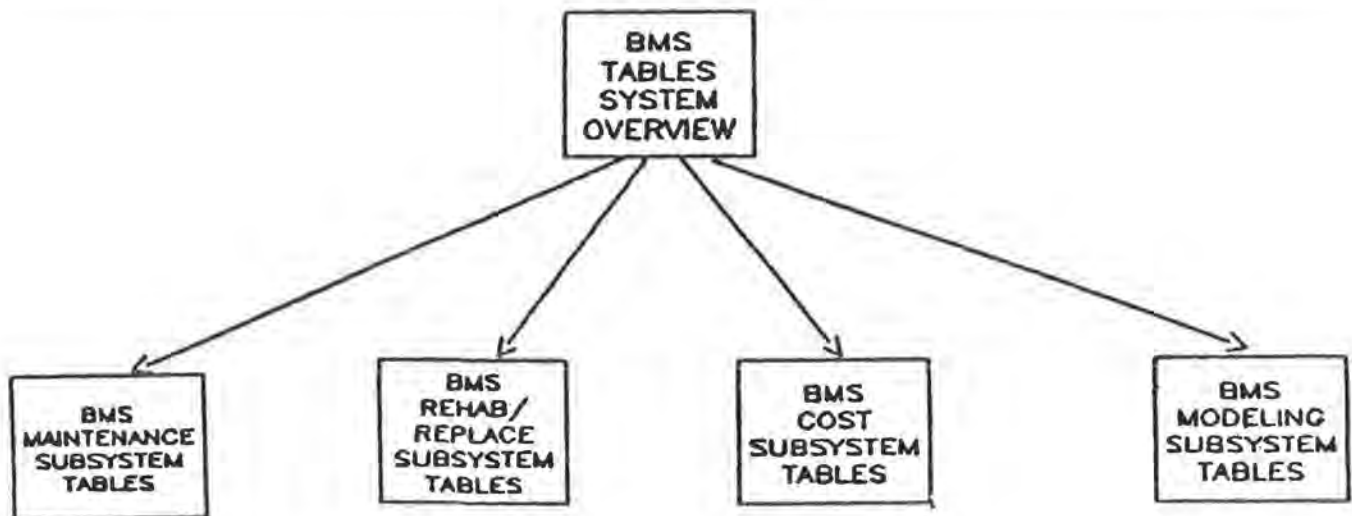 BMS
TABLES
SYSTEM
OVERVIEW
BMS
MAINTENANCE
SUBSYSTEM
TABLES
BMS
REHAB/
REPLACE
SUBSYSTEM
TABLES
BMS
COST
SUBSYSTEM
TABLES
BMS
MODELING
SUBSYSTEM
TABLES